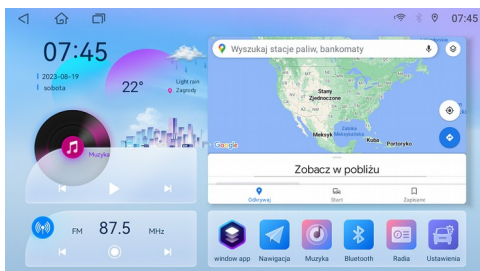 07:45
07:45
2023-08-19
sobota
22°
Light rain
Zagrody
Muzyka
FM 87.5 MHz
Wyszukaj stacje paliw, bankomaty
Stany
Zjednoczone
Meksyk
Zatoka
Meksykańska
Kuba
Portoryko
Google
Zobacz w pobliżu
Odkrywaj
Start
Zapisane
window app
Nawigacja
Muzyka
Bluetooth
Radia
Ustawienia